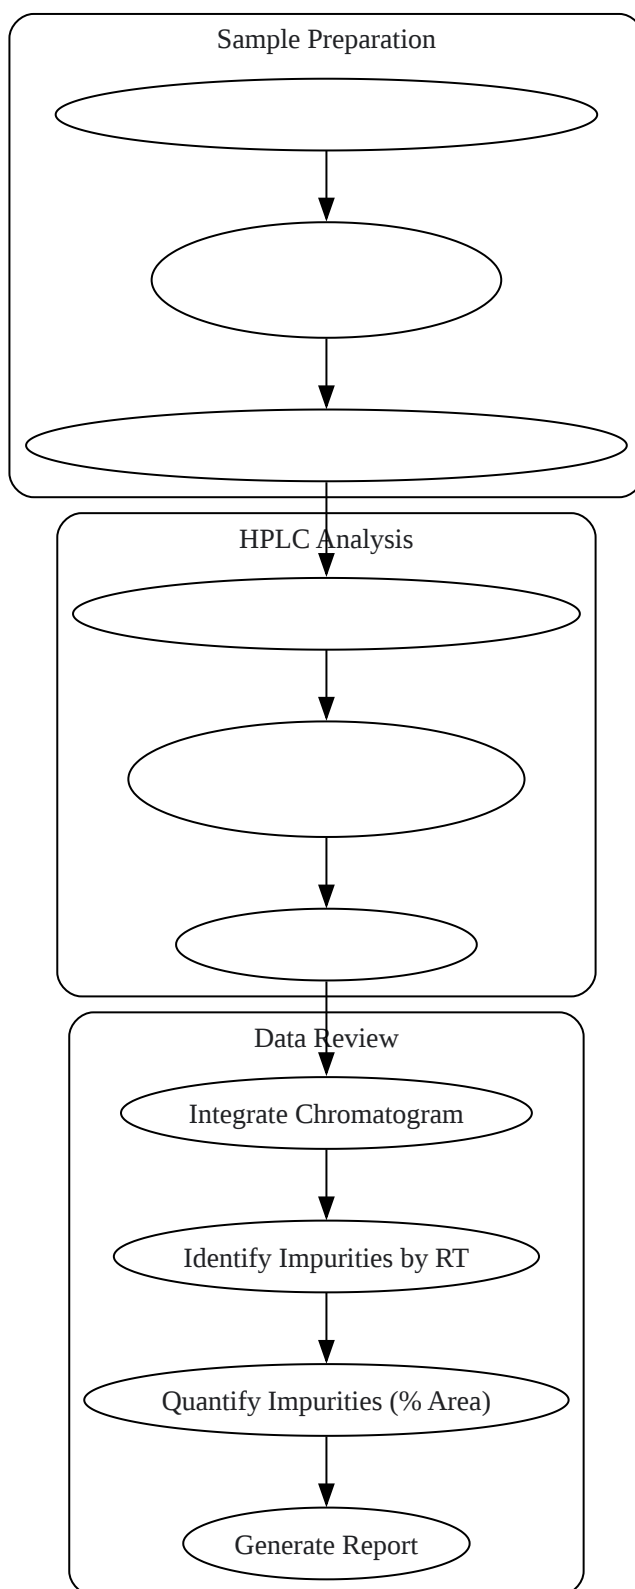 Sample Preparation
HPLC Analysis
Data Review
Integrate Chromatogram
Identify Impurities by RT
Quantify Impurities (% Area)
Generate Report